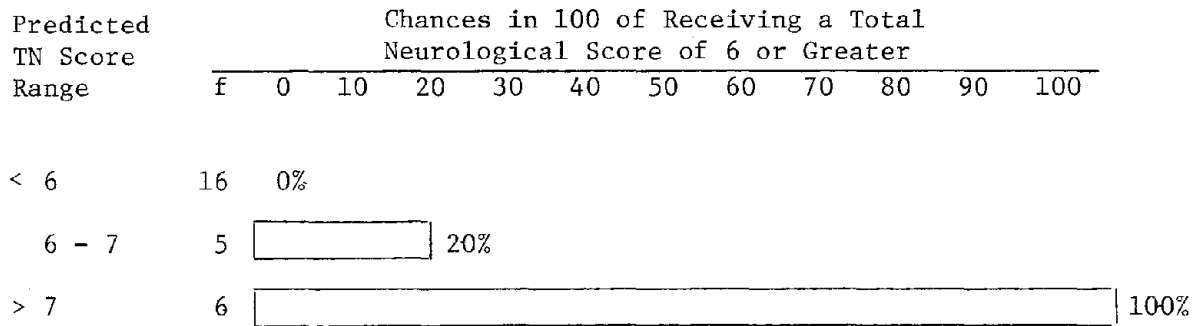 Predicted TN Score Range
Chances in 100 of Receiving a Total
Neurological Score of 6 or Greater
f 0 10 20 30 40 50 60 70 80 90 100
< 6 16 0%
6 - 7 5 20%
> 7 6 100%